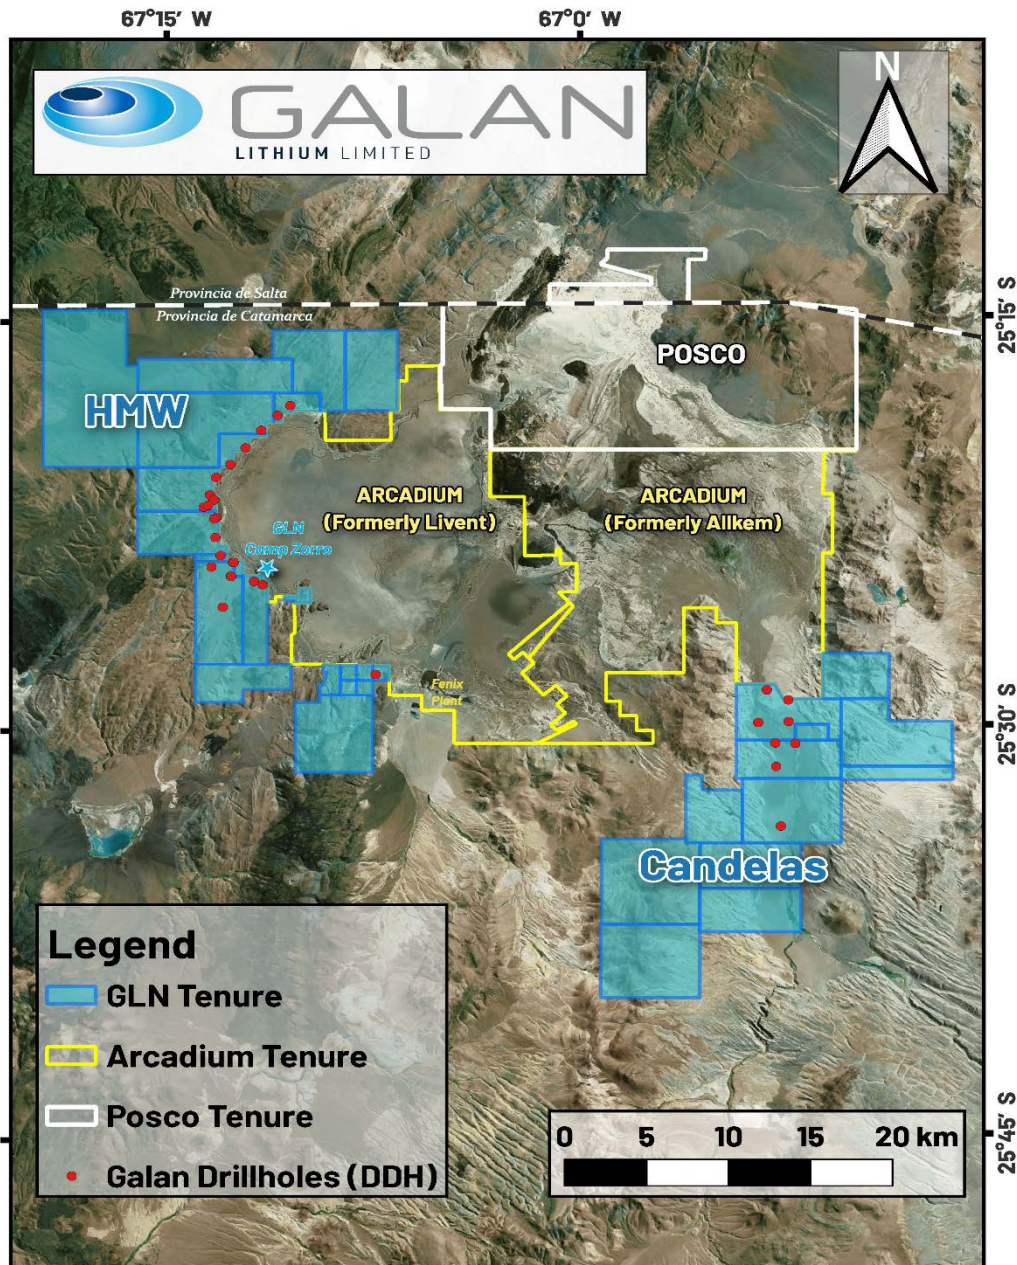 67°15' W
67°0' W
GALAN
LITHIUM LIMITED
N
Provincia de Salta
Provincia de Catamarca
25°15' S
POSCO
HMW
ARCADIUM
(Formerly Livent)
ARCADIUM
(Formerly Allkem)
GLN
Camp Zorro
Fenix
Plant
25°30' S
Candelas
Legend
GLN Tenure
Arcadium Tenure
Posco Tenure
Galan Drillholes (DDH)
0 5 10 15 20 km
25°45' S